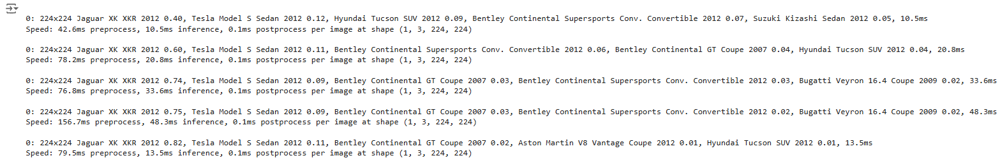 0: 224x224 Jaguar XK XKR 2012 0.40, Tesla Model S Sedan 2012 0.12, Hyundai Tucson SUV 2012 0.09, Bentley Continental Supersports Conv. Convertible 2012 0.07, Suzuki Kizashi Sedan 2012 0.05, 10.5ms
Speed: 42.6ms preprocess, 10.5ms inference, 0.1ms postprocess per image at shape (1, 3, 224, 224)
0: 224x224 Jaguar XK XKR 2012 0.60, Tesla Model S Sedan 2012 0.11, Bentley Continental Supersports Conv. Convertible 2012 0.06, Bentley Continental GT Coupe 2007 0.04, Hyundai Tucson SUV 2012 0.04, 20.8ms
Speed: 78.2ms preprocess, 20.8ms inference, 0.1ms postprocess per image at shape (1, 3, 224, 224)
0: 224x224 Jaguar XK XKR 2012 0.74, Tesla Model S Sedan 2012 0.09, Bentley Continental GT Coupe 2007 0.03, Bentley Continental Supersports Conv. Convertible 2012 0.03, Bugatti Veyron 16.4 Coupe 2009 0.02, 33.6ms
Speed: 76.8ms preprocess, 33.6ms inference, 0.1ms postprocess per image at shape (1, 3, 224, 224)
0: 224x224 Jaguar XK XKR 2012 0.75, Tesla Model S Sedan 2012 0.09, Bentley Continental GT Coupe 2007 0.03, Bentley Continental Supersports Conv. Convertible 2012 0.02, Bugatti Veyron 16.4 Coupe 2009 0.02, 48.3ms
Speed: 156.7ms preprocess, 48.3ms inference, 0.1ms postprocess per image at shape (1, 3, 224, 224)
0: 224x224 Jaguar XK XKR 2012 0.82, Tesla Model S Sedan 2012 0.11, Bentley Continental GT Coupe 2007 0.02, Aston Martin V8 Vantage Coupe 2012 0.01, Hyundai Tucson SUV 2012 0.01, 13.5ms
Speed: 79.5ms preprocess, 13.5ms inference, 0.1ms postprocess per image at shape (1, 3, 224, 224)